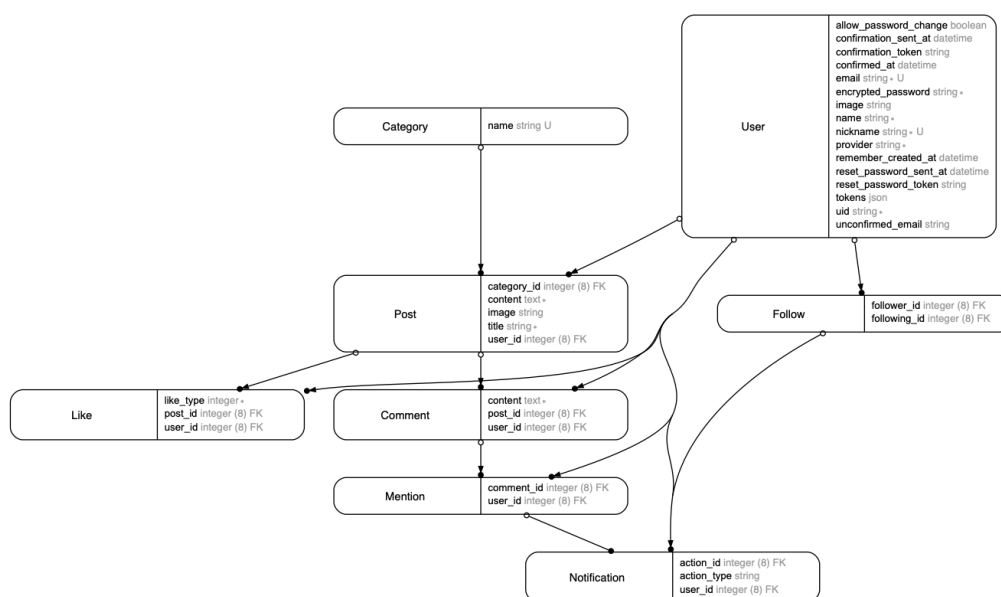 Category
name string U
User
allow_password_change boolean
confirmation_sent_at datetime
confirmation_token string
confirmed_at datetime
email string * U
encrypted_password string *
image string
name string *
nickname string * U
provider string *
remember_created_at datetime
reset_password_sent_at datetime
reset_password_token string
tokens json
uid string *
unconfirmed_email string
Post
category_id integer (8) FK
content text *
image string
title string *
user_id integer (8) FK
Follow
follower_id integer (8) FK
following_id integer (8) FK
Like
like_type integer *
post_id integer (8) FK
user_id integer (8) FK
Comment
content text *
post_id integer (8) FK
user_id integer (8) FK
Mention
comment_id integer (8) FK
user_id integer (8) FK
Notification
action_id integer (8) FK
action_type string
user_id integer (8) FK